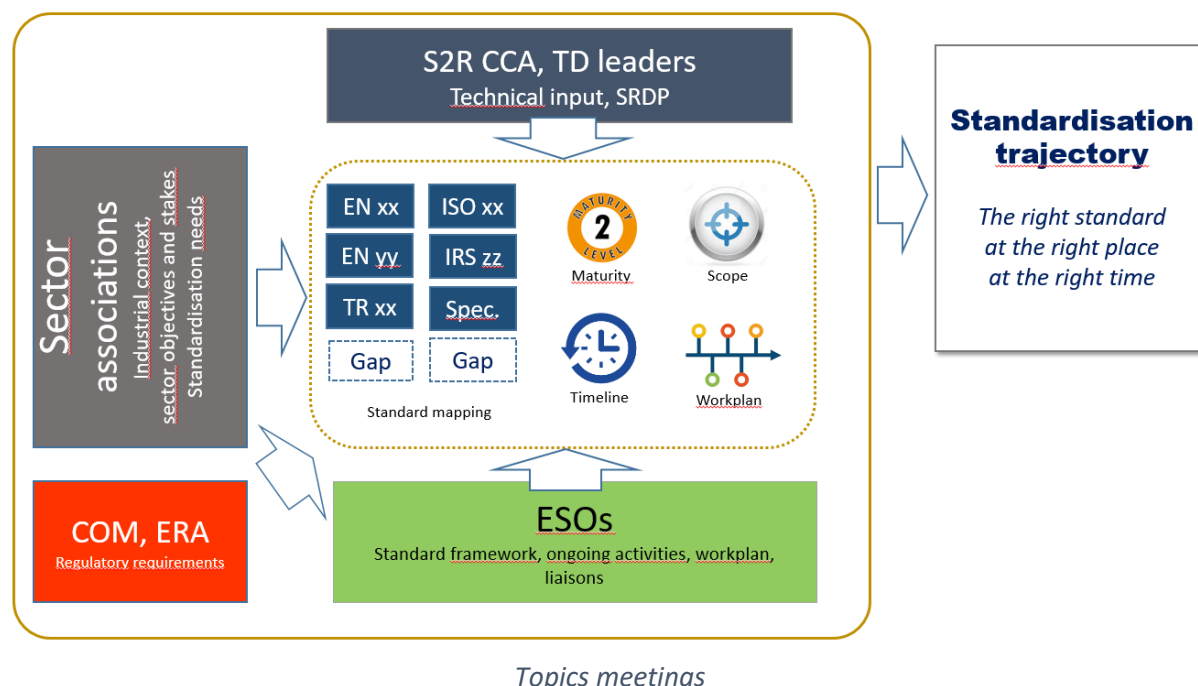 S2R CCA, TD leaders
Technical input, SRDP
Sector
associations
Industrial context,
sector objectives and stakes
Standardisation needs
EN xx
ISO xx
EN yy
IRS zz
TR xx
Spec.
Gap
Gap
Standard mapping
MATURITY
2
LEVEL
Maturity
Scope
Timeline
Workplan
COM, ERA
Regulatory requirements
ESOs
Standard framework, ongoing activities, workplan,
liaisons
Standardisation
trajectory
The right standard
at the right place
at the right time
Topics meetings